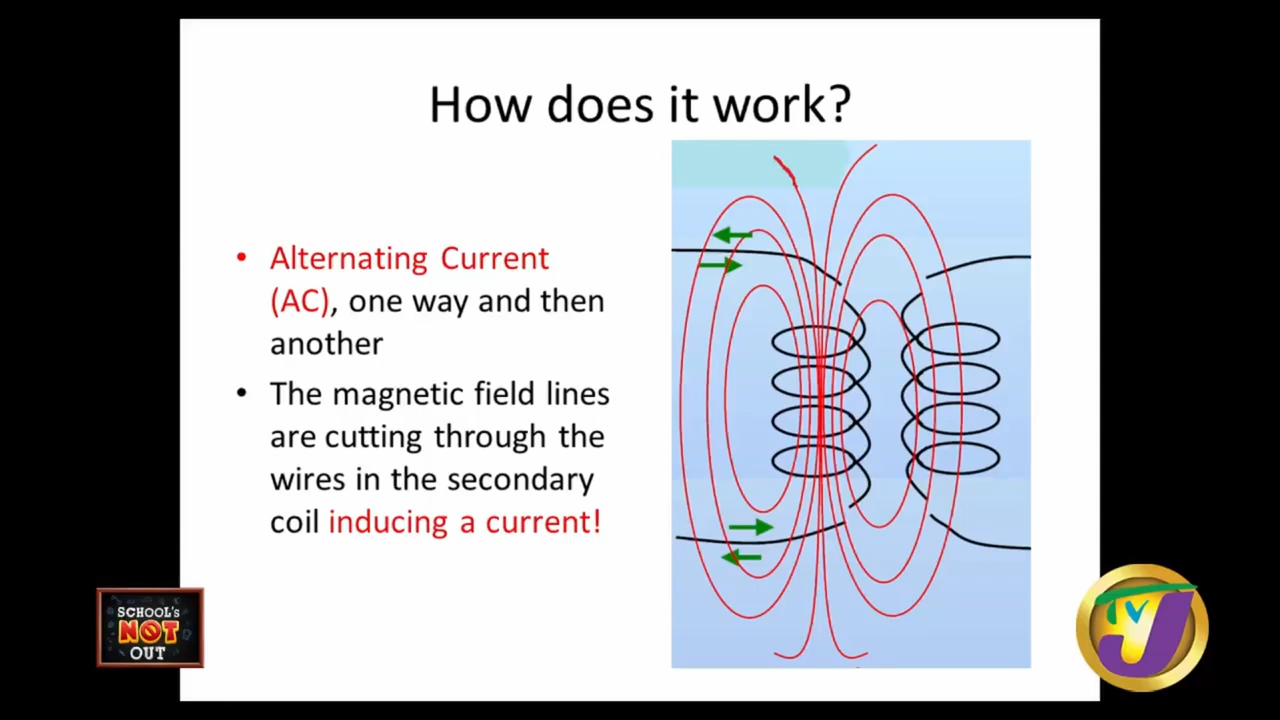 How does it work?
• Alternating Current
(AC), one way and then
another
• The magnetic field lines
are cutting through the
wires in the secondary
coil inducing a current!
SCHOOL's
NOT
OUT
TVJ